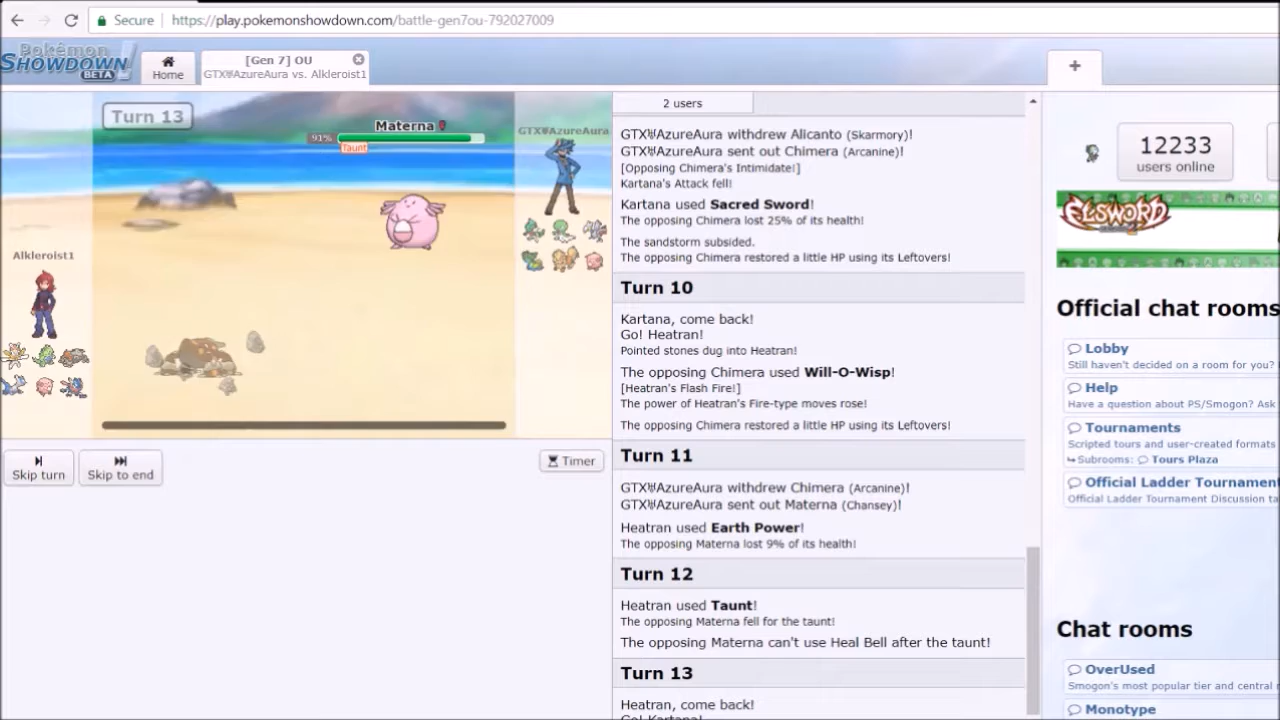 Secure https://play.pokemonshowdown.com/battle-gen7ou-792027009
Pokémon
SHOWDOWN!
BETA
Home
[Gen 7] OU
GTX♅AzureAura vs. Alkleroist1
+
Turn 13
Materna
91%
Taunt
GTX♅AzureAura
Alkleroist1
Skip turn
Skip to end
Timer
2 users
GTX♅AzureAura withdrew Alicanto (Skarmory)!
GTX♅AzureAura sent out Chimera (Arcanine)!
[Opposing Chimera's Intimidate!]
Kartana's Attack fell!
Kartana used Sacred Sword!
The opposing Chimera lost 25% of its health!
The sandstorm subsided.
The opposing Chimera restored a little HP using its Leftovers!
Turn 10
Kartana, come back!
Go! Heatran!
Pointed stones dug into Heatran!
The opposing Chimera used Will-O-Wisp!
[Heatran's Flash Fire!]
The power of Heatran's Fire-type moves rose!
The opposing Chimera restored a little HP using its Leftovers!
Turn 11
GTX♅AzureAura withdrew Chimera (Arcanine)!
GTX♅AzureAura sent out Materna (Chansey)!
Heatran used Earth Power!
The opposing Materna lost 9% of its health!
Turn 12
Heatran used Taunt!
The opposing Materna fell for the taunt!
The opposing Materna can't use Heal Bell after the taunt!
Turn 13
Heatran, come back!
Go! Kartana!
12233
users online
ELSWORD
Official chat rooms
Lobby
Still haven't decided on a room for you?
Help
Have a question about PS/Smogon? Ask
Tournaments
Scripted tours and user-created formats
↳ Subrooms: Tours Plaza
Official Ladder Tournament
Official Ladder Tournament Discussion ta
Chat rooms
OverUsed
Smogon's most popular tier and central
Monotype